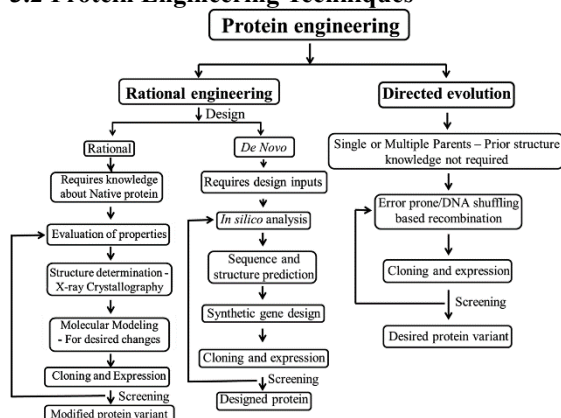 3.2 Protein Engineering Techniques
Protein engineering
Rational engineering
Design
Rational
Requires knowledge
about Native protein
Evaluation of properties
Structure determination -
X-ray Crystallography
Molecular Modeling
- For desired changes
Cloning and Expression
Screening
Modified protein variant
De Novo
Requires design inputs
In silico analysis
Sequence and
structure prediction
Synthetic gene design
Cloning and expression
Screening
Designed protein
Directed evolution
Single or Multiple Parents – Prior structure
knowledge not required
Error prone/DNA shuffling
based recombination
Cloning and expression
Screening
Desired protein variant